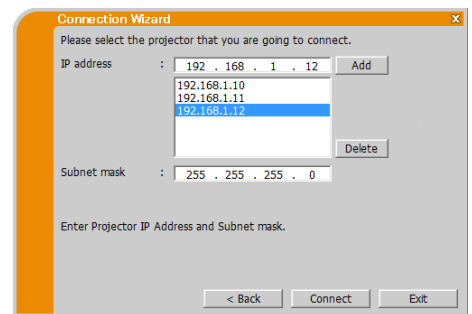 Connection Wizard x
Please select the projector that you are going to connect.
IP address : 192 . 168 . 1 . 12 Add
192.168.1.10
192.168.1.11
192.168.1.12
Delete
Subnet mask : 255 . 255 . 255 . 0
Enter Projector IP Address and Subnet mask.
< Back Connect Exit